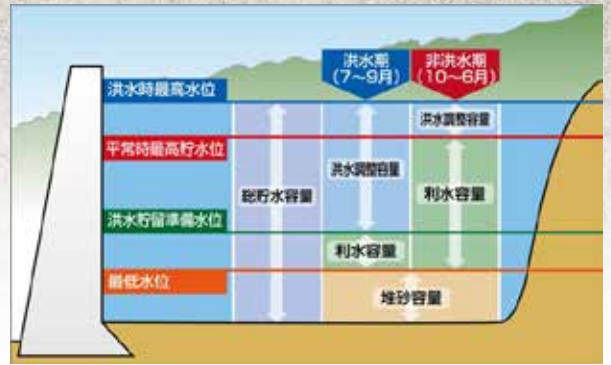 洪水期
(7～9月)
非洪水期
(10～6月)
洪水時最高水位
洪水調整容量
平常時最高貯水位
洪水調整容量
総貯水容量
利水容量
洪水貯留準備水位
利水容量
最低水位
堆砂容量